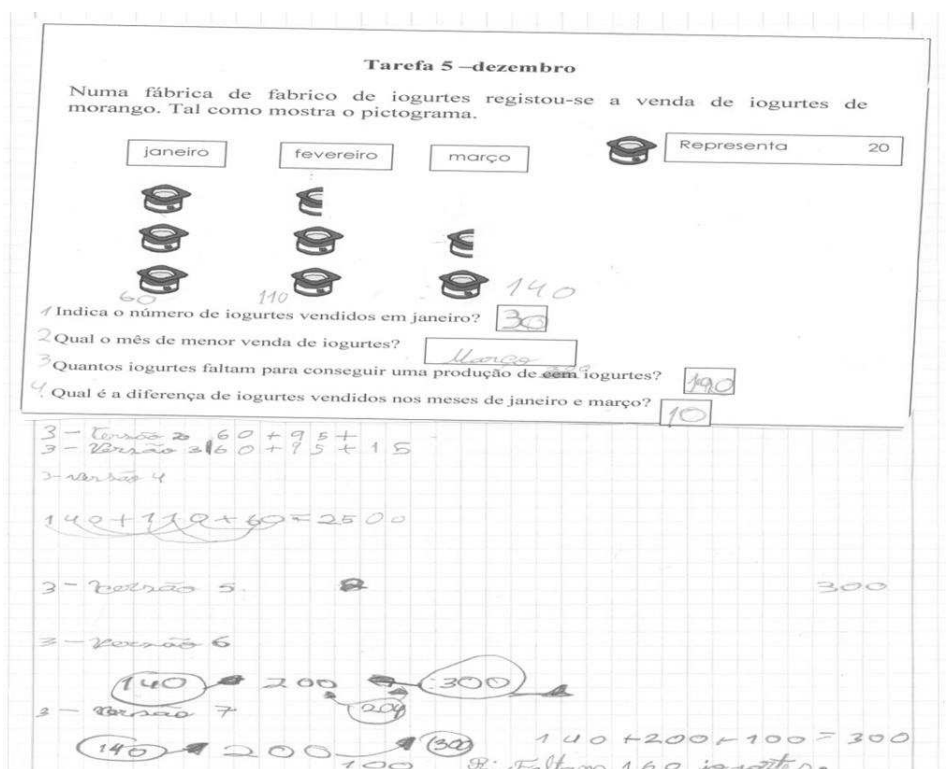 Tarefa 5 –dezembro
Numa fábrica de fabrico de iogurtes registou-se a venda de iogurtes de
morango. Tal como mostra o pictograma.
janeiro fevereiro março Representa 20
60 110 140
1 Indica o número de iogurtes vendidos em janeiro? 30
2 Qual o mês de menor venda de iogurtes? Março
3 Quantos iogurtes faltam para conseguir uma produção de cem iogurtes? 190
4 Qual é a diferença de iogurtes vendidos nos meses de janeiro e março? 10
3 - 60 + 95 +
3 - Versão 3 60 + 95 + 15
3 - versão 4
140 + 110 + 60 = 2500
3 - versão 5. 300
3 - Versão 6
140 200 300
200
3 - versão 7
140 200 300 140 + 200 + 100 = 300
100 R: Faltam 160 iogurtes